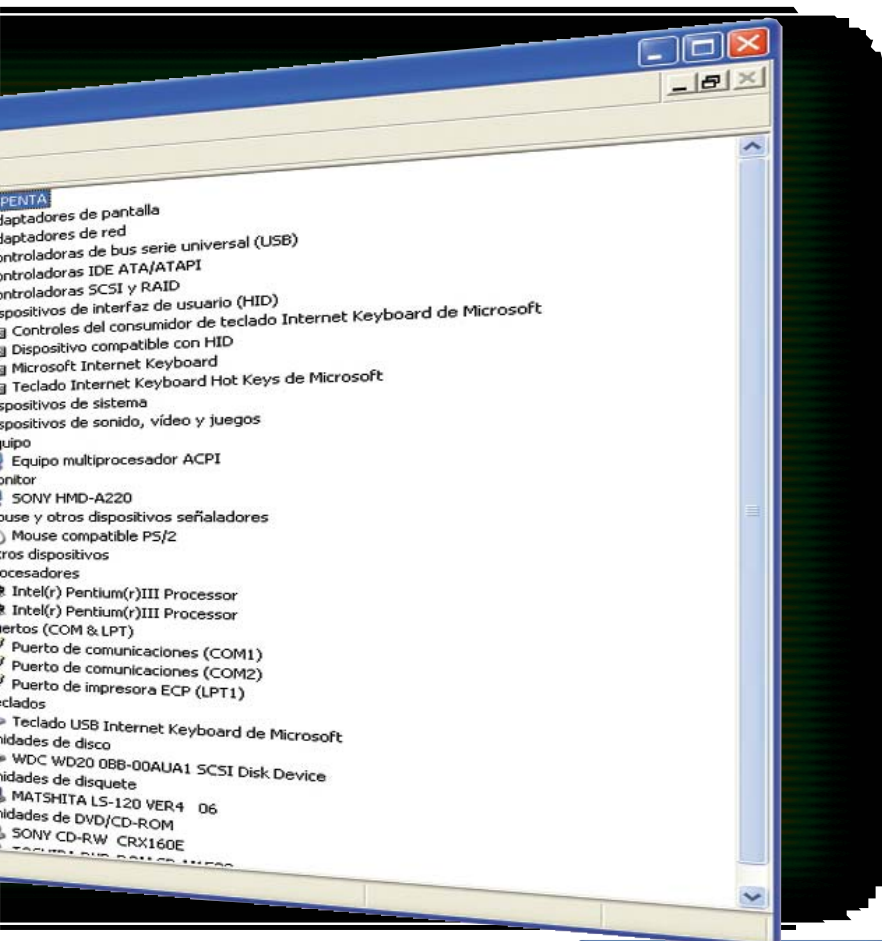 PENTA
daptadores de pantalla
daptadores de red
ontroladoras de bus serie universal (USB)
ontroladoras IDE ATA/ATAPI
ontroladoras SCSI y RAID
spositivos de interfaz de usuario (HID)
Controles del consumidor de teclado Internet Keyboard de Microsoft
Dispositivo compatible con HID
Microsoft Internet Keyboard
Teclado Internet Keyboard Hot Keys de Microsoft
spositivos de sistema
spositivos de sonido, vídeo y juegos
quipo
Equipo multiprocesador ACPI
onitor
SONY HMD-A220
ouse y otros dispositivos señaladores
Mouse compatible PS/2
tros dispositivos
ocesadores
Intel(r) Pentium(r)III Processor
Intel(r) Pentium(r)III Processor
uertos (COM & LPT)
Puerto de comunicaciones (COM1)
Puerto de comunicaciones (COM2)
Puerto de impresora ECP (LPT1)
eclados
Teclado USB Internet Keyboard de Microsoft
nidades de disco
WDC WD20 0BB-00AUA1 SCSI Disk Device
nidades de disquete
MATSHITA LS-120 VER4 06
nidades de DVD/CD-ROM
SONY CD-RW CRX160E